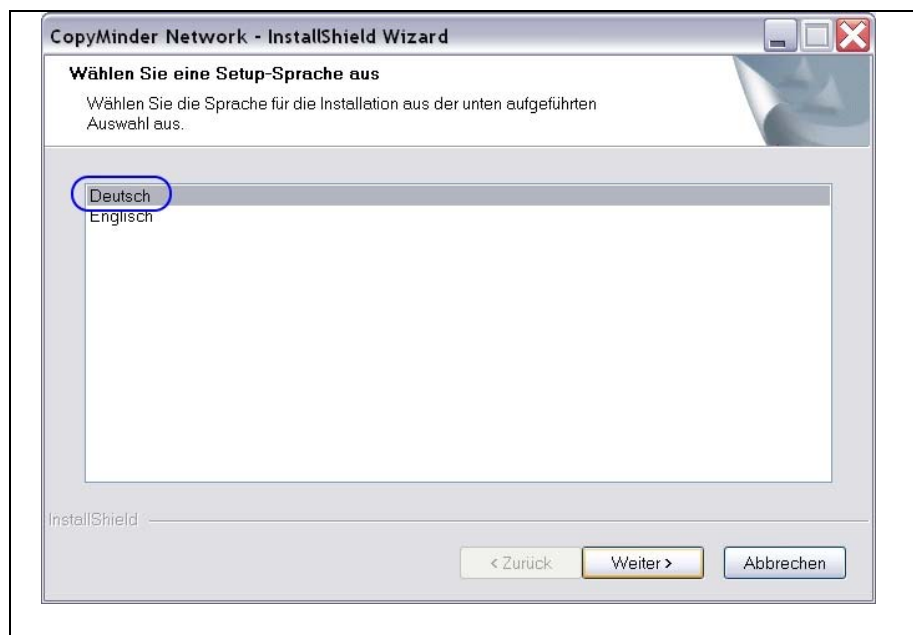 CopyMinder Network - InstallShield Wizard
Wählen Sie eine Setup-Sprache aus
Wählen Sie die Sprache für die Installation aus der unten aufgeführten
Auswahl aus.
Deutsch
Englisch
InstallShield
< Zurück
Weiter >
Abbrechen